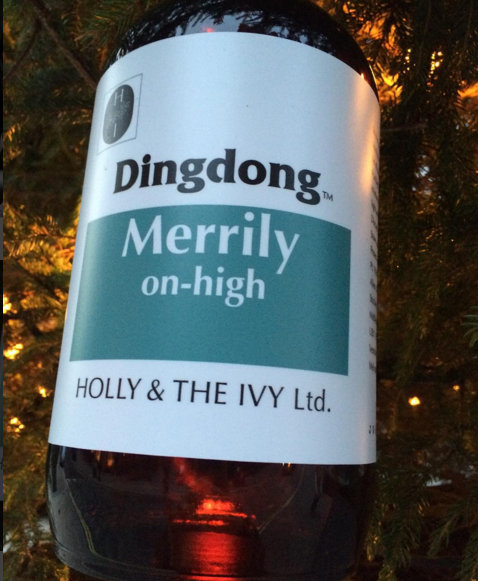 H
I
Dingdong™
Merrily
on-high
HOLLY & THE IVY Ltd.